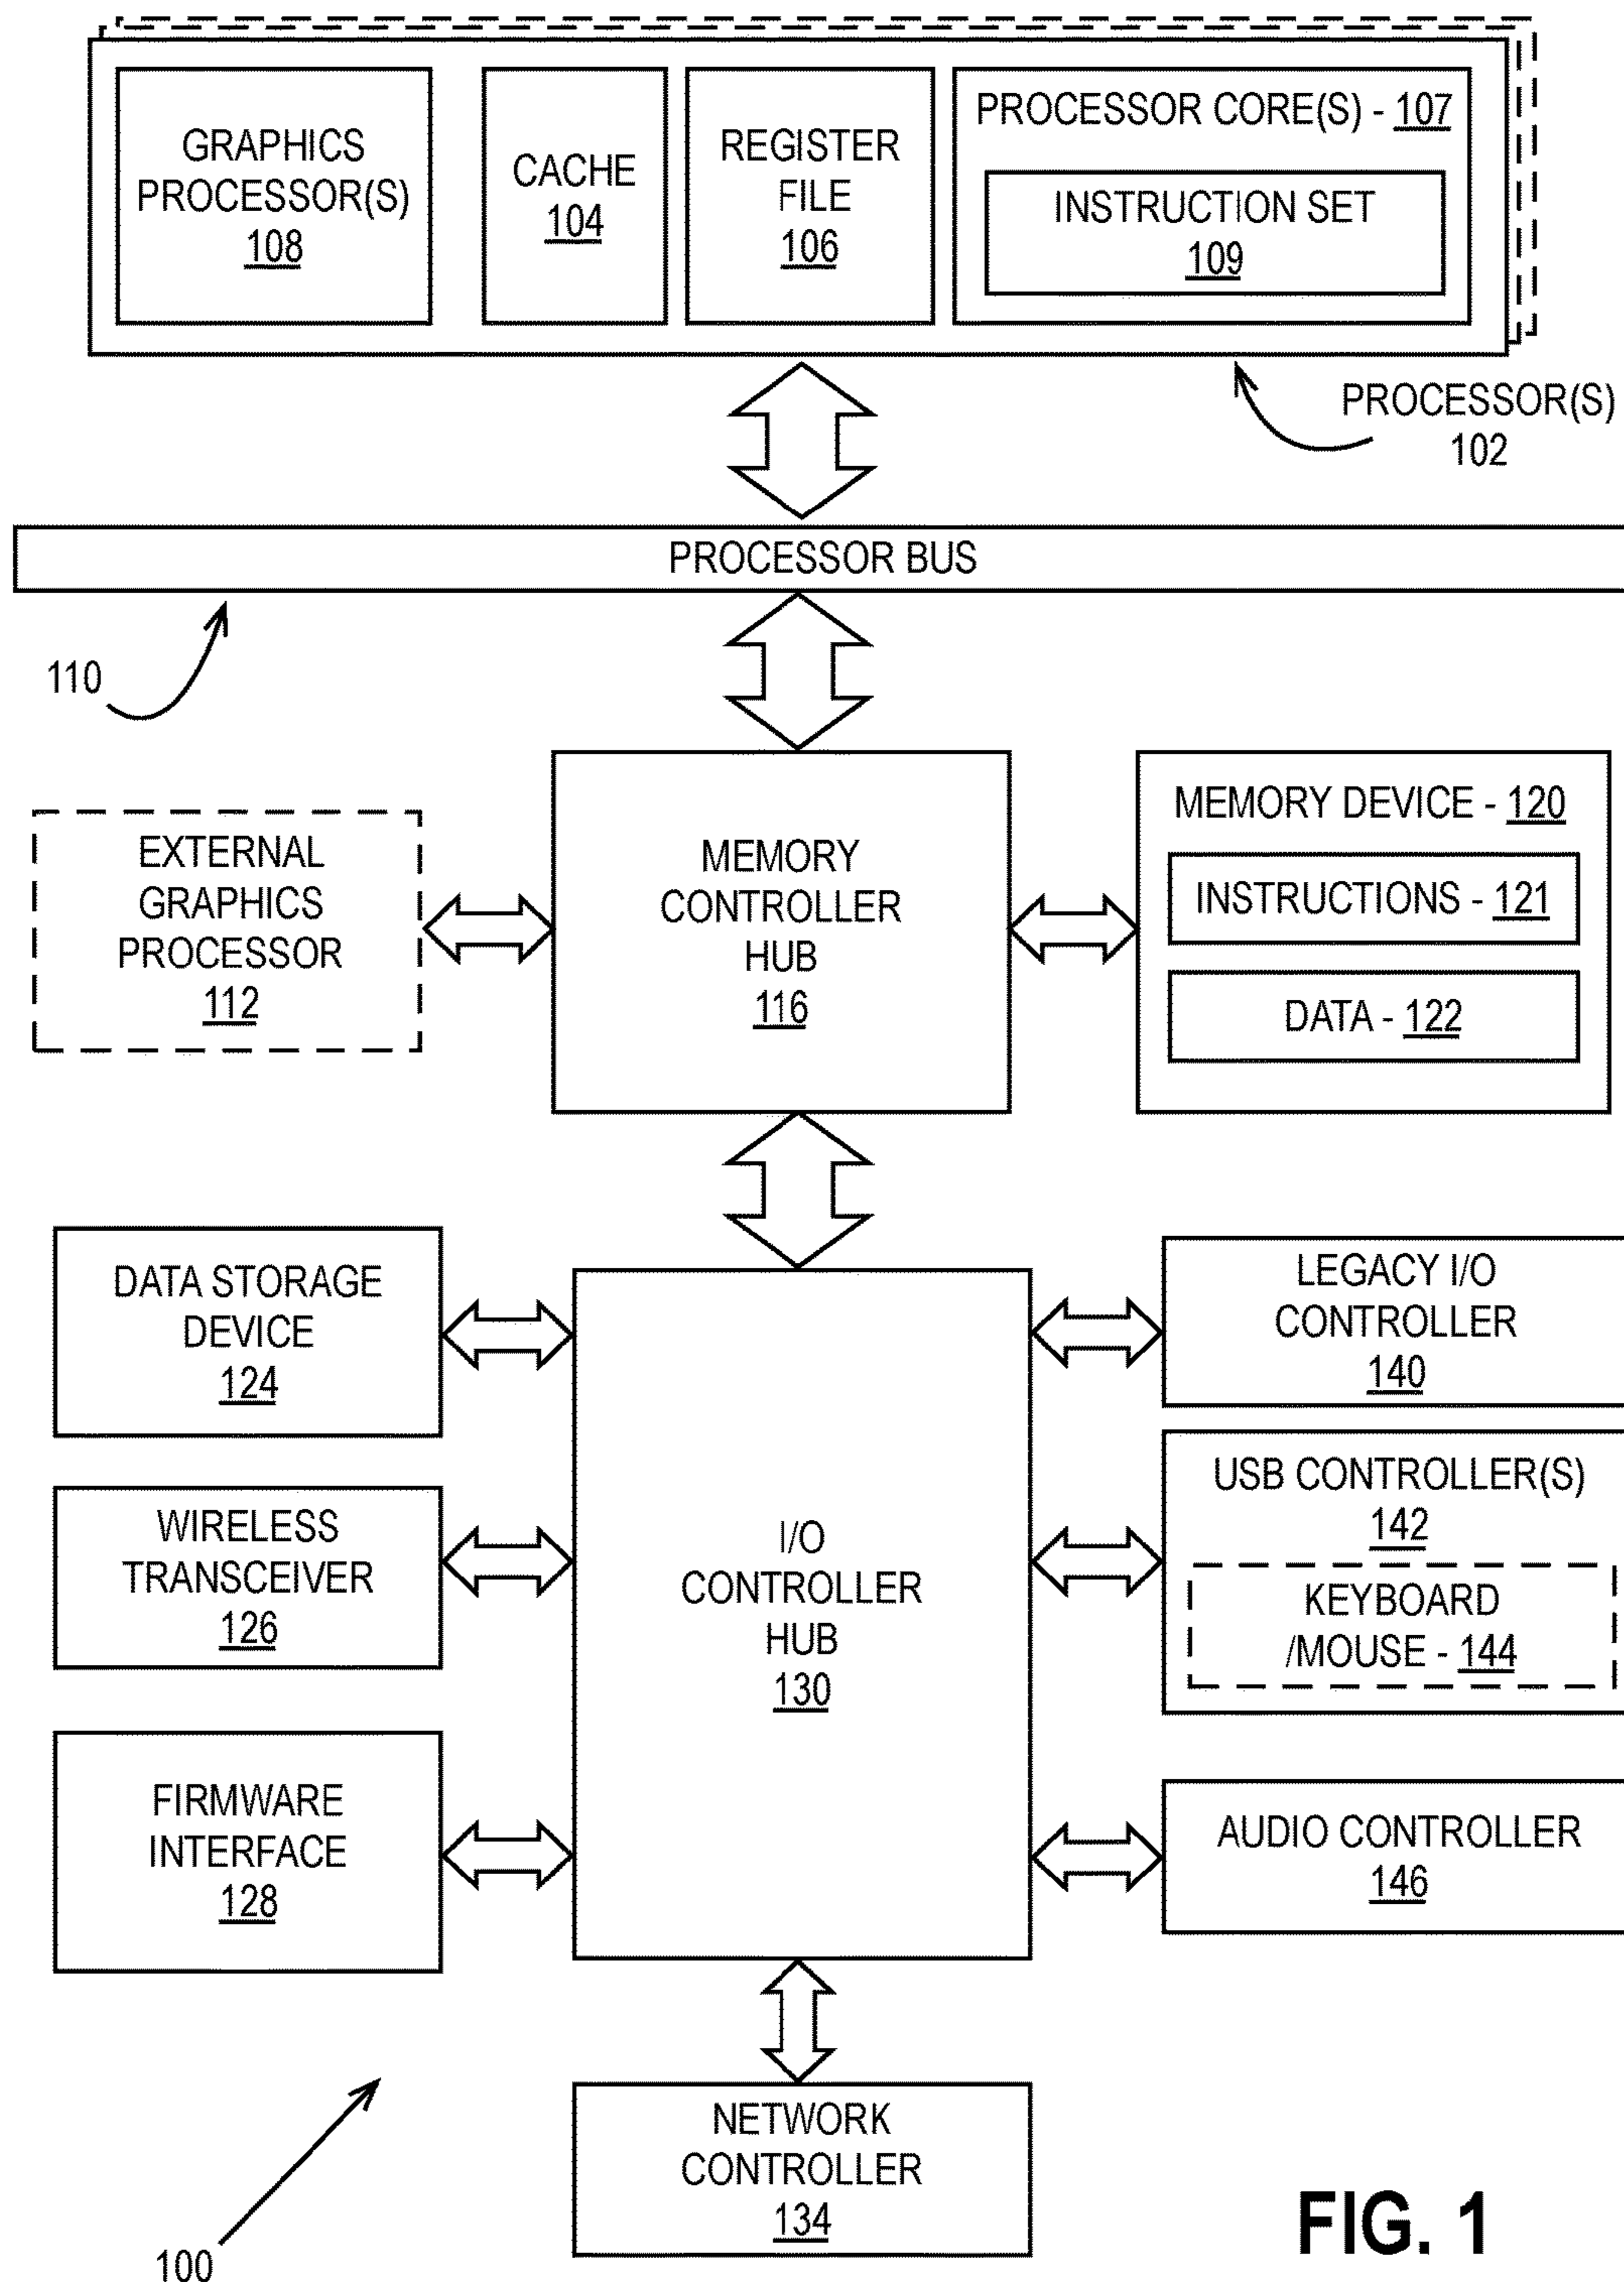 GRAPHICS
PROCESSOR(S)
108
CACHE
104
REGISTER
FILE
106
PROCESSOR CORE(S) - 107
INSTRUCTION SET
109
PROCESSOR(S)
102
PROCESSOR BUS
110
EXTERNAL
GRAPHICS
PROCESSOR
112
MEMORY
CONTROLLER
HUB
116
MEMORY DEVICE - 120
INSTRUCTIONS - 121
DATA - 122
DATA STORAGE
DEVICE
124
WIRELESS
TRANSCEIVER
126
FIRMWARE
INTERFACE
128
I/O
CONTROLLER
HUB
130
LEGACY I/O
CONTROLLER
140
USB CONTROLLER(S)
142
KEYBOARD
/MOUSE - 144
AUDIO CONTROLLER
146
NETWORK
CONTROLLER
134
100
FIG. 1